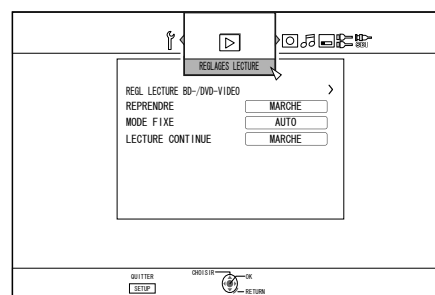 REGLAGES LECTURE
REGL LECTURE BD-/DVD-VIDEO
REPRENDRE MARCHE
MODE FIXE AUTO
LECTURE CONTINUE MARCHE
QUITTER
SETUP
CHOISIR
OK
RETURN